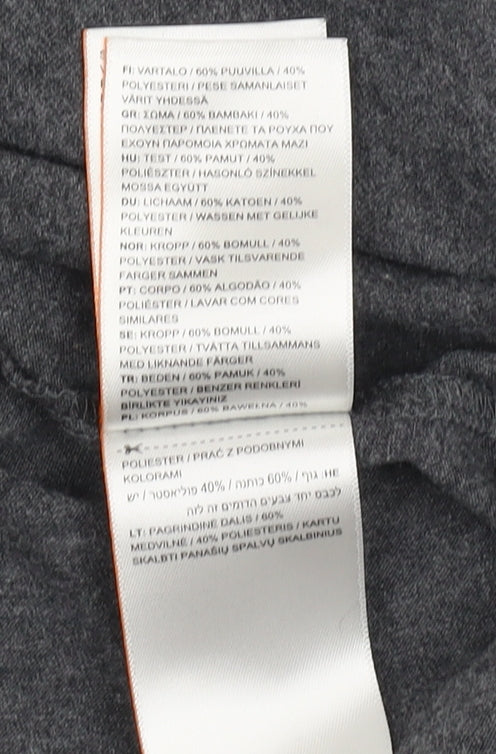 FI: VARTALO / 60% PUUVILLA / 40%
POLYESTERI / PESE SAMANLAISET
VÄRIT YHDESSÄ
GR: ΣΩΜΑ / 60% ΒΑΜΒΑΚΙ / 40%
ΠΟΛΥΕΣΤΕΡ / ΠΛΕΝΕΤΕ ΤΑ ΡΟΥΧΑ ΠΟΥ
ΕΧΟΥΝ ΠΑΡΟΜΟΙΑ ΧΡΩΜΑΤΑ ΜΑΖΙ
HU: TEST / 60% PAMUT / 40%
POLIÉSZTER / HASONLÓ SZÍNEKKEL
MOSSA EGYÜTT
DU: LICHAAM / 60% KATOEN / 40%
POLYESTER / WASSEN MET GELIJKE
KLEUREN
NOR: KROPP / 60% BOMULL / 40%
POLYESTER / VASK TILSVARENDE
FARGER SAMMEN
PT: CORPO / 60% ALGODÃO / 40%
POLIÉSTER / LAVAR COM CORES
SIMILARES
SE: KROPP / 60% BOMULL / 40%
POLYESTER / TVÄTTA TILLSAMMANS
MED LIKNANDE FÄRGER
TR: BEDEN / 60% PAMUK / 40%
POLYESTER / BENZER RENKLERİ
BİRLİKTE YIKAYINIZ
PL: KORPUS / 60% BAWEŁNA / 40%
POLIESTER / PRAĆ Z PODOBNYMI
KOLORAMI
HE: גוף / 60% כותנה / 40% פוליאסטר / יש
לכבס יחד צבעים הדומים זה לזה
LT: PAGRINDINĖ DALIS / 60%
MEDVILNĖ / 40% POLIESTERIS / KARTU
SKALBTI PANAŠIŲ SPALVŲ SKALBINIUS